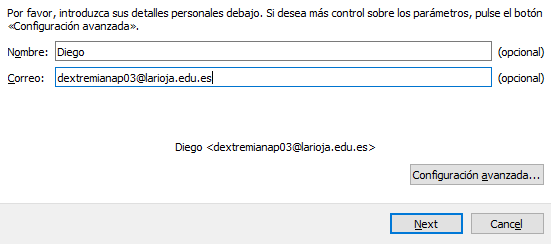 Por favor, introduzca sus detalles personales debajo. Si desea más control sobre los parámetros, pulse el botón
«Configuración avanzada».
Nombre: Diego (opcional)
Correo: dextremianap03@larioja.edu.es (opcional)
Diego <dextremianap03@larioja.edu.es>
Configuración avanzada...
Next Cancel